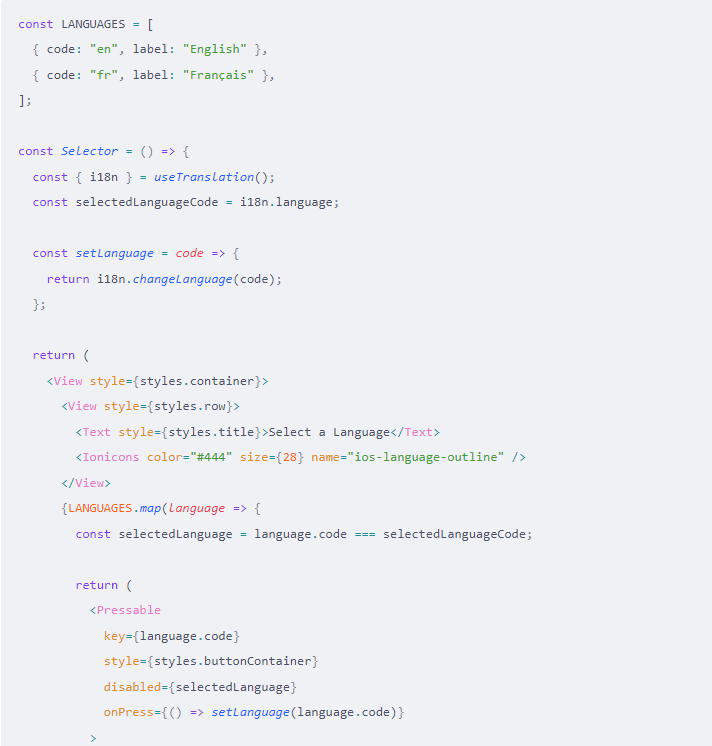 const LANGUAGES = [
  { code: "en", label: "English" },
  { code: "fr", label: "Français" },
];

const Selector = () => {
  const { i18n } = useTranslation();
  const selectedLanguageCode = i18n.language;

  const setLanguage = code => {
    return i18n.changeLanguage(code);
  };

  return (
    <View style={styles.container}>
      <View style={styles.row}>
        <Text style={styles.title}>Select a Language</Text>
        <Ionicons color="#444" size={28} name="ios-language-outline" />
      </View>
      {LANGUAGES.map(language => {
        const selectedLanguage = language.code === selectedLanguageCode;

        return (
          <Pressable
            key={language.code}
            style={styles.buttonContainer}
            disabled={selectedLanguage}
            onPress={() => setLanguage(language.code)}
          >